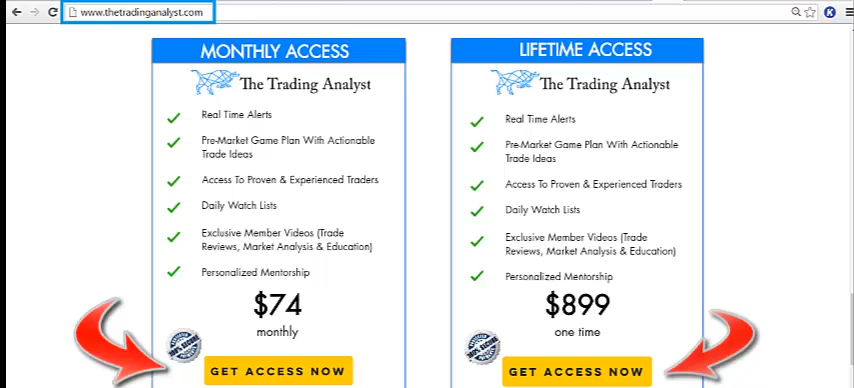 www.thetradinganalyst.com
MONTHLY ACCESS
The Trading Analyst
Real Time Alerts
Pre-Market Game Plan With Actionable
Trade Ideas
Access To Proven & Experienced Traders
Daily Watch Lists
Exclusive Member Videos (Trade
Reviews, Market Analysis & Education)
Personalized Mentorship
$74
monthly
100% SECURE
GET ACCESS NOW
LIFETIME ACCESS
The Trading Analyst
Real Time Alerts
Pre-Market Game Plan With Actionable
Trade Ideas
Access To Proven & Experienced Traders
Daily Watch Lists
Exclusive Member Videos (Trade
Reviews, Market Analysis & Education)
Personalized Mentorship
$899
one time
100% SECURE
GET ACCESS NOW